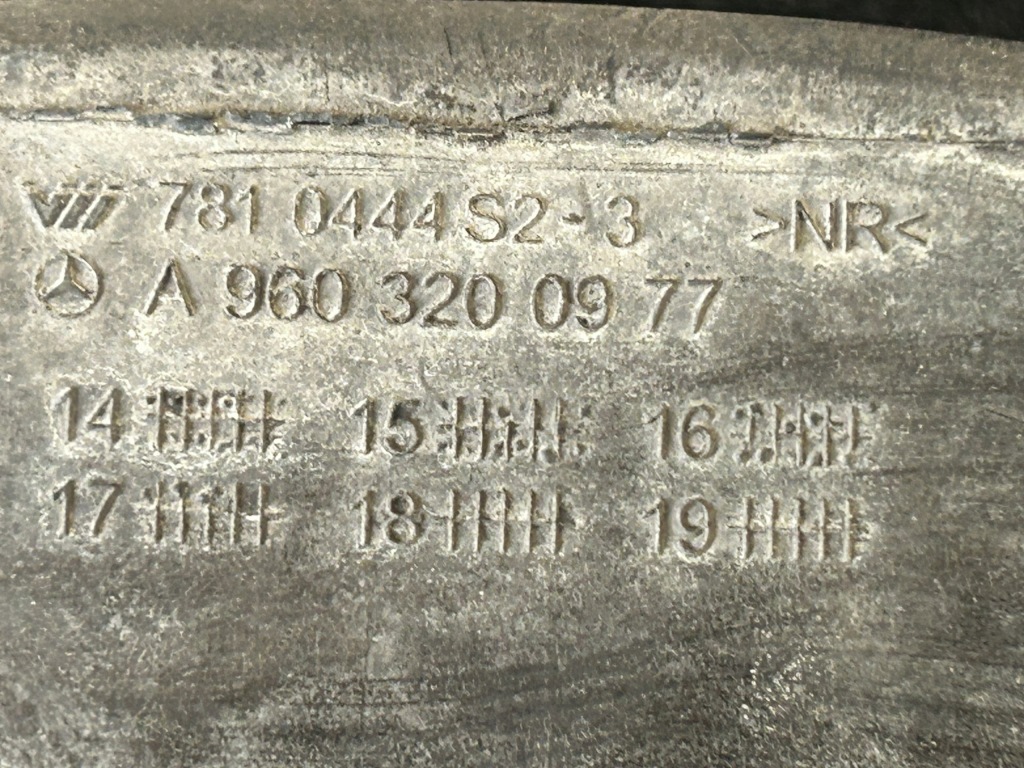 781 0444 S2-3 >NR<
A 960 320 09 77
14 15 16
17 18 19